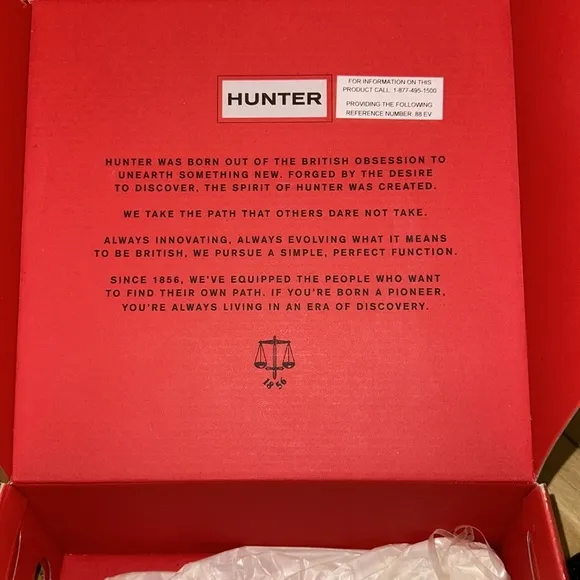 HUNTER
FOR INFORMATION ON THIS
PRODUCT CALL: 1-877-495-1500
PROVIDING THE FOLLOWING
REFERENCE NUMBER: 88 EV
HUNTER WAS BORN OUT OF THE BRITISH OBSESSION TO
UNEARTH SOMETHING NEW. FORGED BY THE DESIRE
TO DISCOVER, THE SPIRIT OF HUNTER WAS CREATED.
WE TAKE THE PATH THAT OTHERS DARE NOT TAKE.
ALWAYS INNOVATING, ALWAYS EVOLVING WHAT IT MEANS
TO BE BRITISH, WE PURSUE A SIMPLE, PERFECT FUNCTION.
SINCE 1856, WE'VE EQUIPPED THE PEOPLE WHO WANT
TO FIND THEIR OWN PATH. IF YOU'RE BORN A PIONEER,
YOU'RE ALWAYS LIVING IN AN ERA OF DISCOVERY.
1856